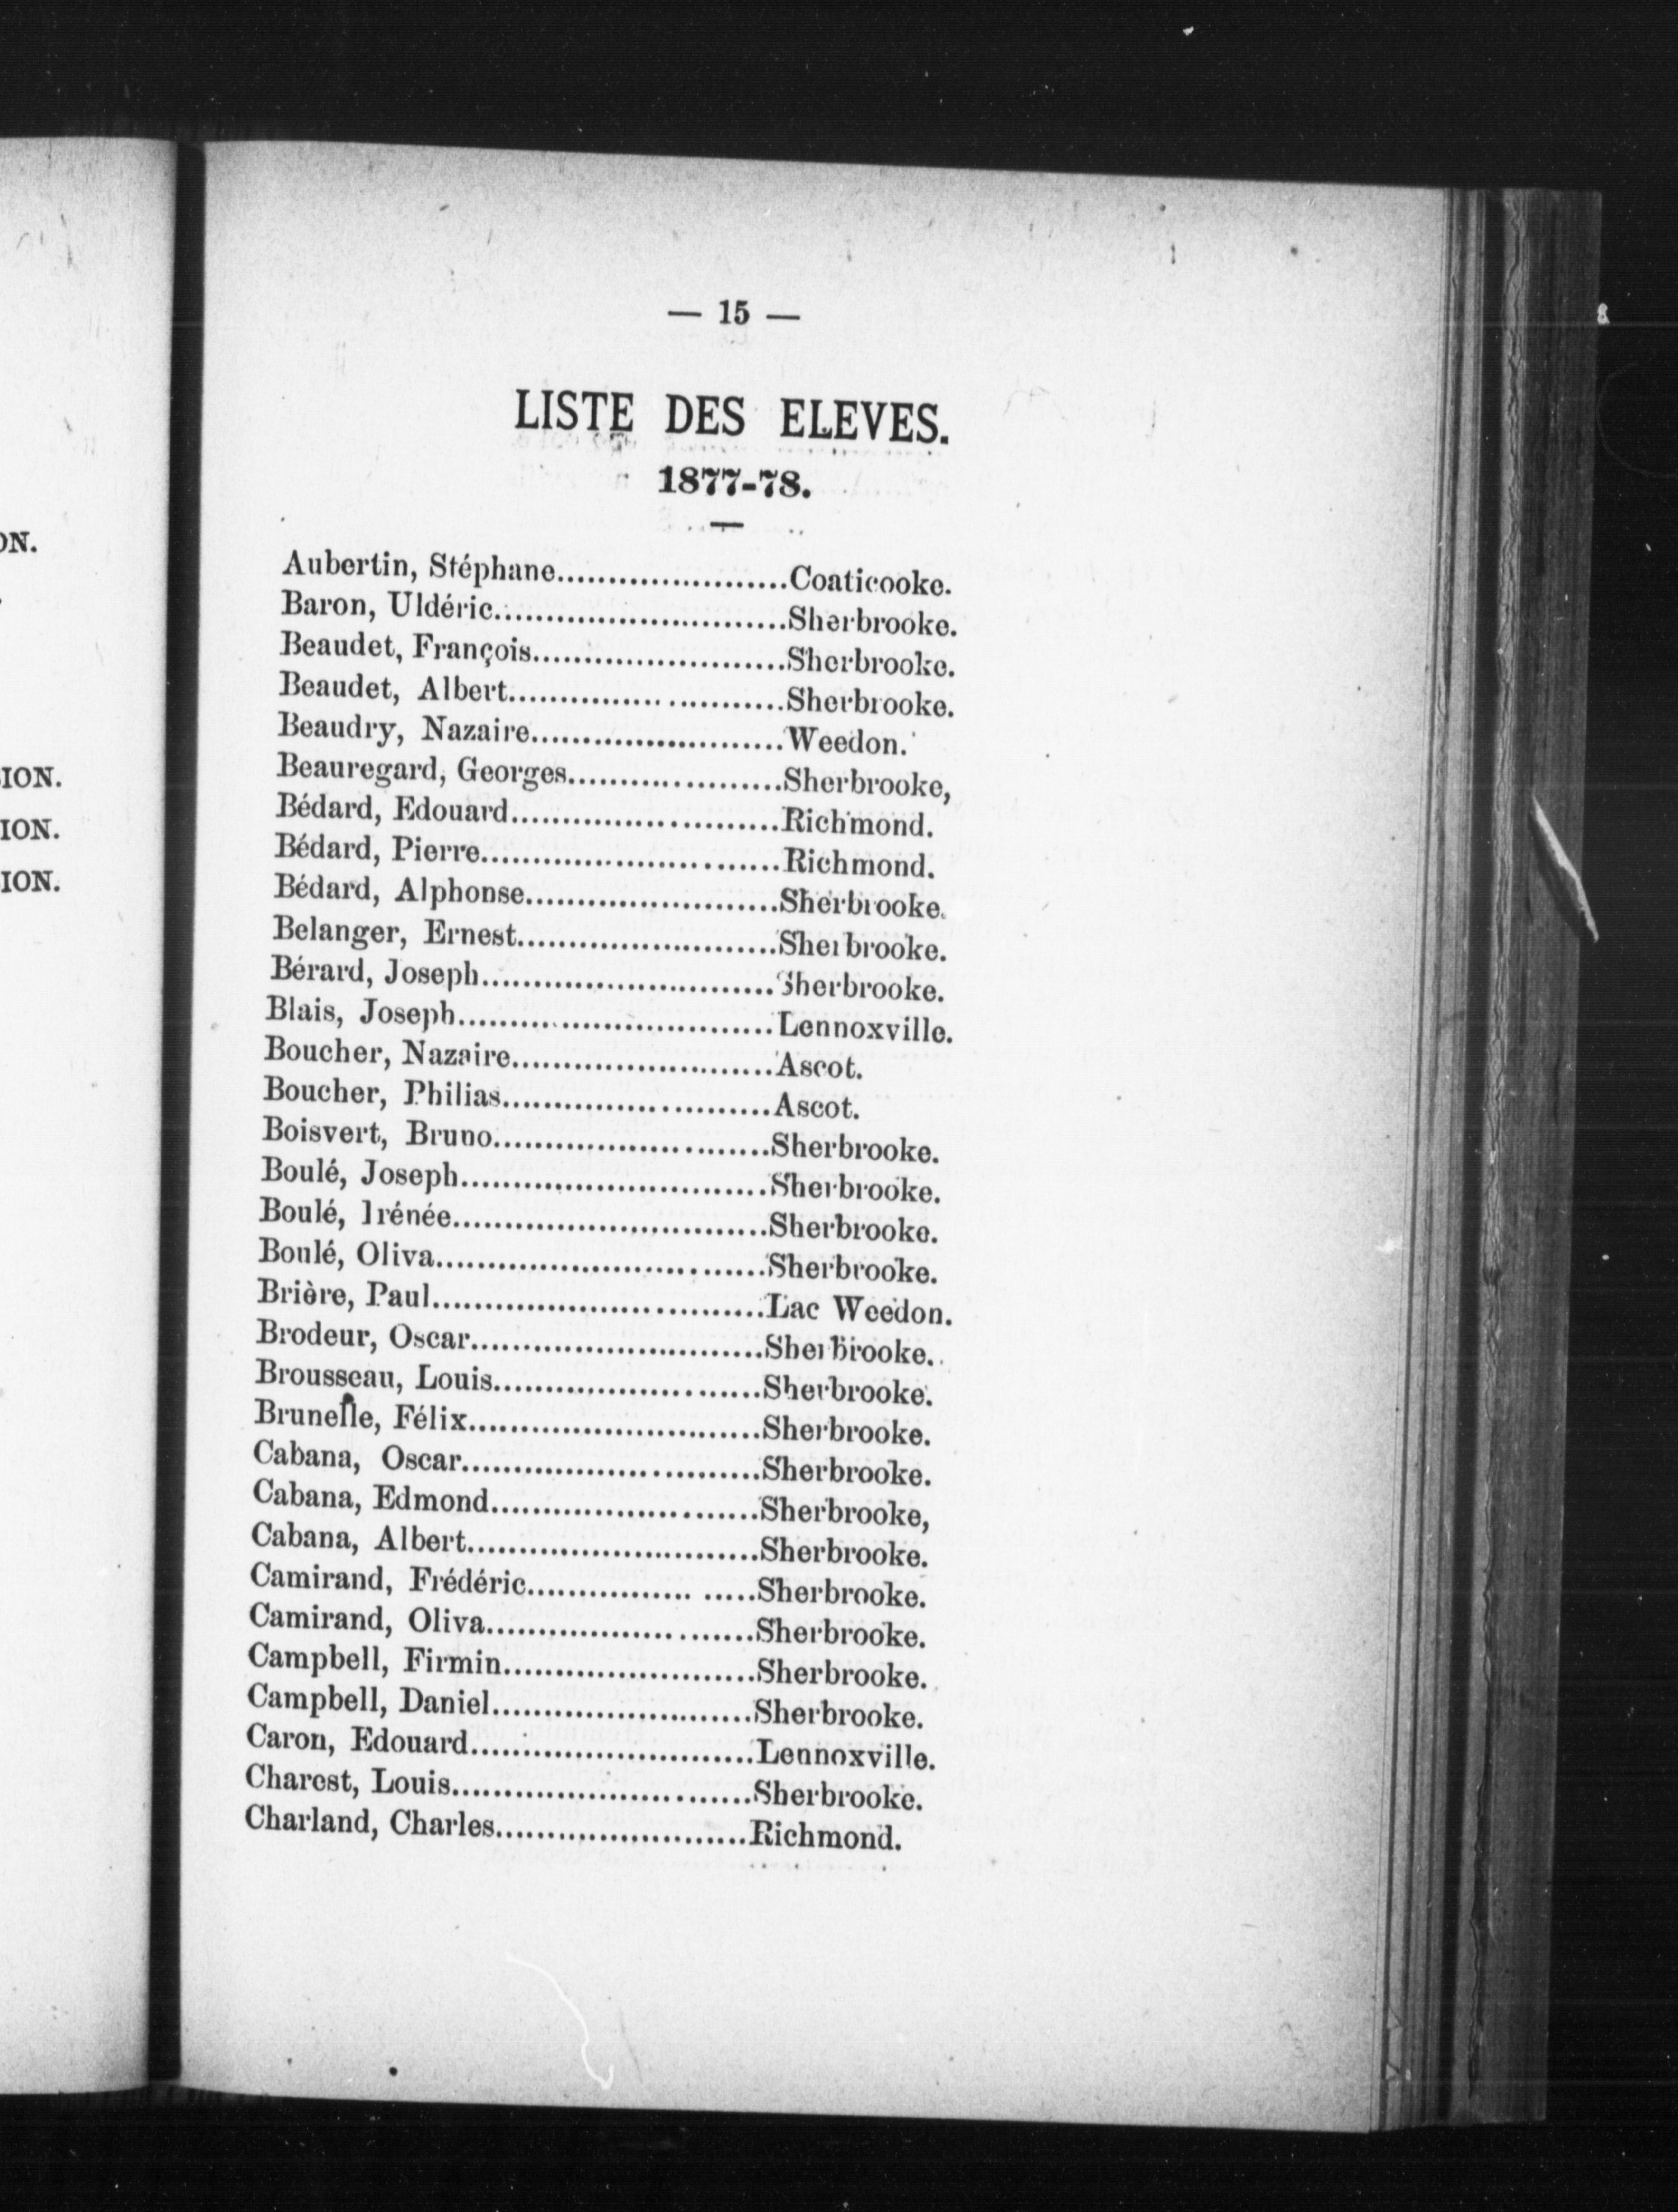 — 15 —
LISTE DES ELEVES.
1877-78.
Aubertin, Stéphane......................Coaticooke.
Baron, Uldéric............................Sherbrooke.
Beaudet, François........................Sherbrooke.
Beaudet, Albert..........................Sherbrooke.
Beaudry, Nazaire........................Weedon.
Beauregard, Georges.....................Sherbrooke,
Bédard, Edouard..........................Richmond.
Bédard, Pierre.............................Richmond.
Bédard, Alphonse........................Sherbrooke.
Belanger, Ernest.........................Sherbrooke.
Bérard, Joseph............................Sherbrooke.
Blais, Joseph..............................Lennoxville.
Boucher, Nazaire.........................Ascot.
Boucher, Philias..........................Ascot.
Boisvert, Bruno...........................Sherbrooke.
Boulé, Joseph.............................Sherbrooke.
Boulé, Irénée..............................Sherbrooke.
Boulé, Oliva................................Sherbrooke.
Brière, Paul................................Lac Weedon.
Brodeur, Oscar............................Sherbrooke.
Brousseau, Louis..........................Sherbrooke.
Brunelle, Félix............................Sherbrooke.
Cabana, Oscar.............................Sherbrooke.
Cabana, Edmond..........................Sherbrooke,
Cabana, Albert............................Sherbrooke.
Camirand, Frédéric................ .....Sherbrooke.
Camirand, Oliva..........................Sherbrooke.
Campbell, Firmin........................Sherbrooke.
Campbell, Daniel.........................Sherbrooke.
Caron, Edouard...........................Lennoxville.
Charest, Louis.............................Sherbrooke.
Charland, Charles........................Richmond.
ION.
ION.
ION.